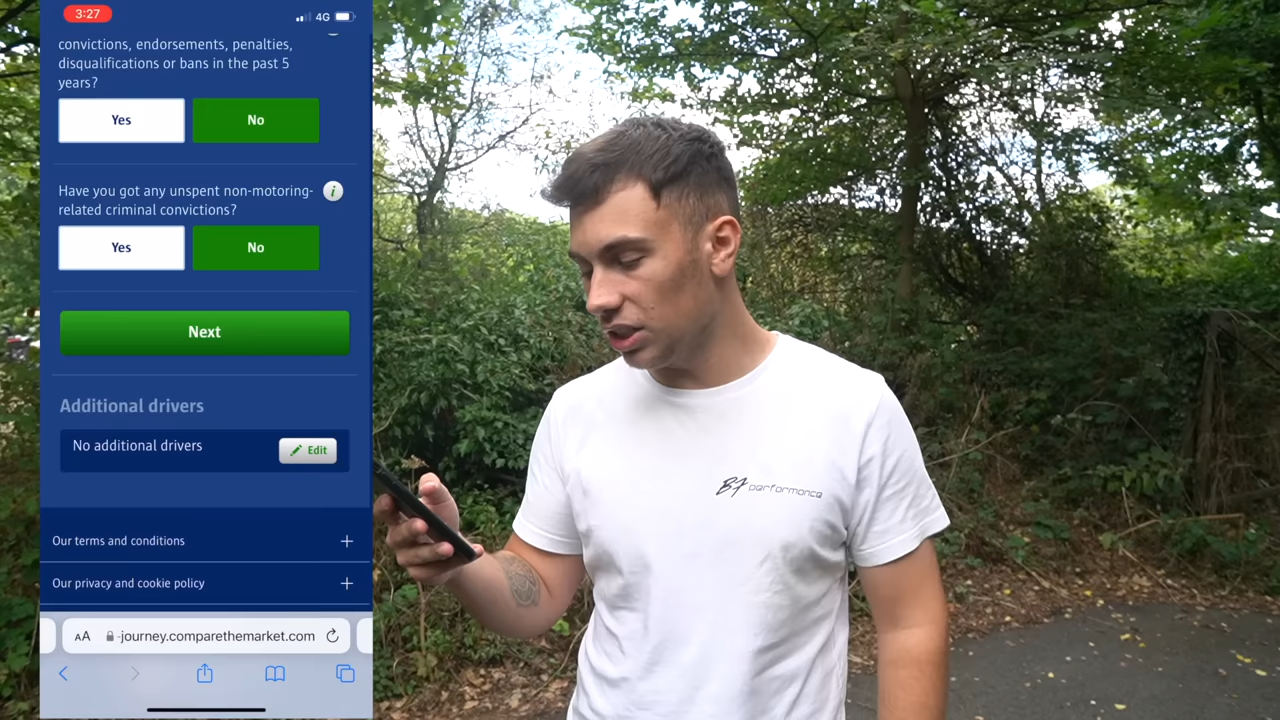 3:27
4G
convictions, endorsements, penalties,
disqualifications or bans in the past 5
years?
Yes
No
Have you got any unspent non-motoring-
related criminal convictions?
i
Yes
No
Next
Additional drivers
No additional drivers
Edit
Our terms and conditions
+
Our privacy and cookie policy
+
AA
-journey.comparethemarket.com
B7 performance